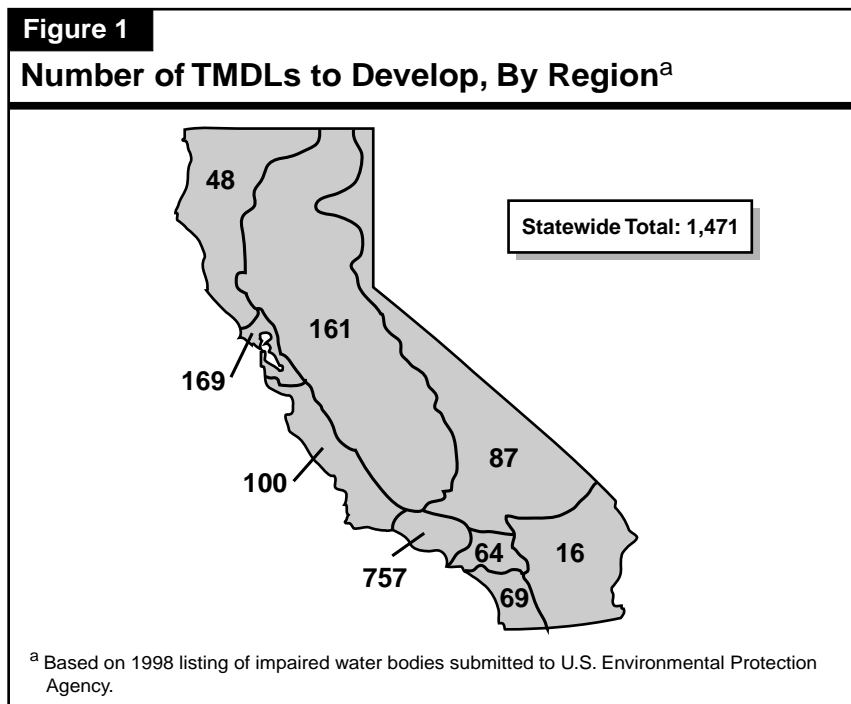 Figure 1
Number of TMDLs to Develop, By Regionᵃ
48
Statewide Total: 1,471
161
169
87
100
64
16
757
69
ᵃ Based on 1998 listing of impaired water bodies submitted to U.S. Environmental Protection
Agency.